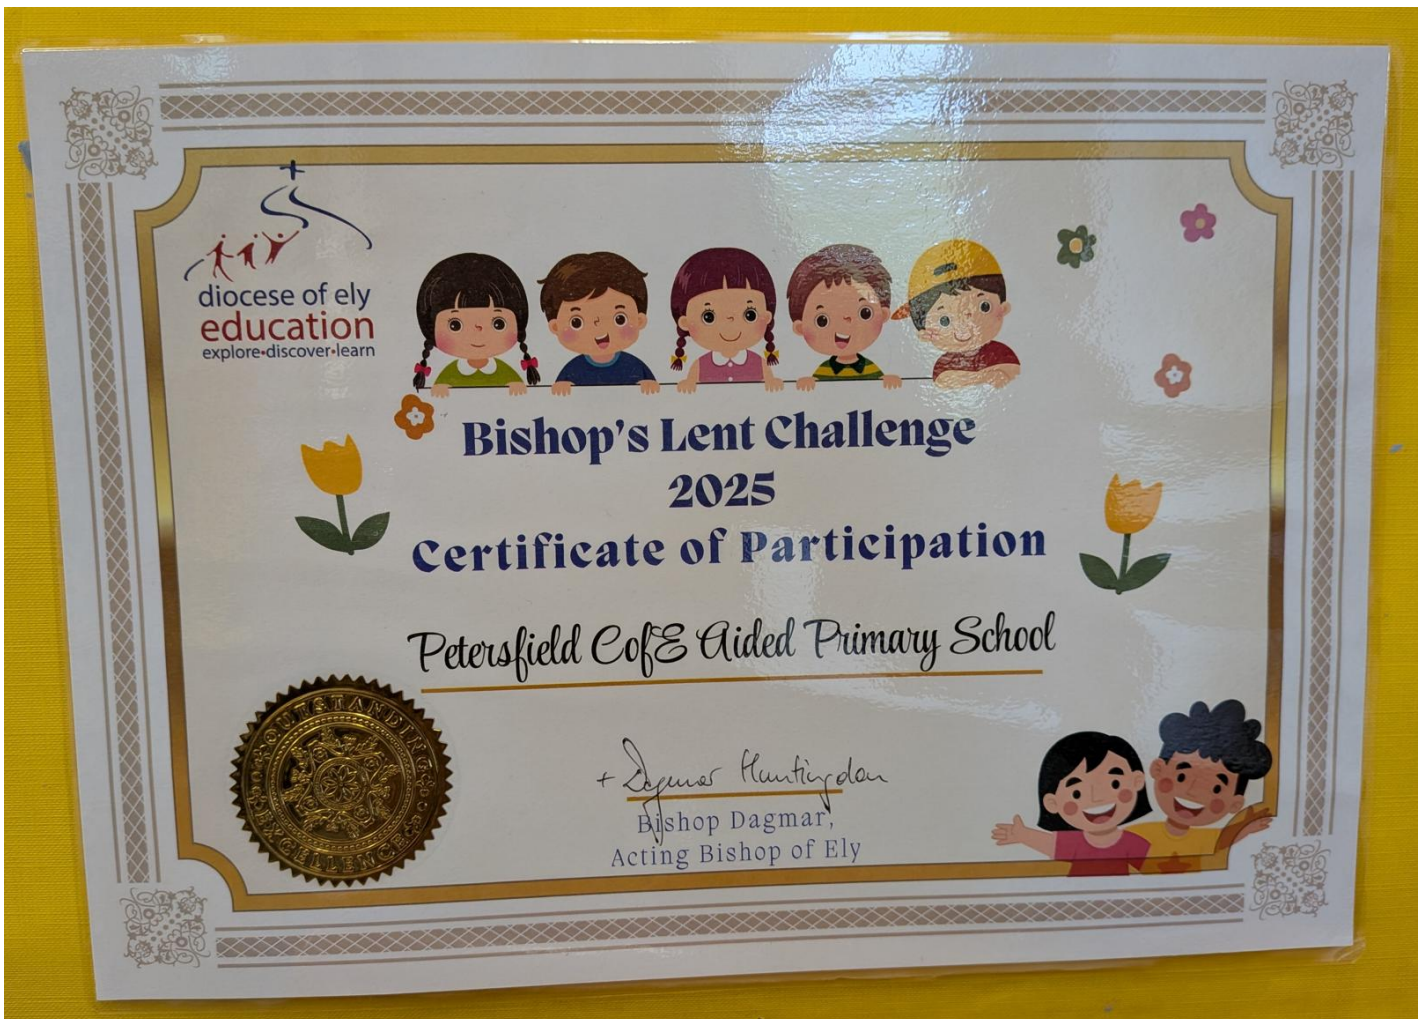 diocese of ely
education
explore•discover•learn
Bishop's Lent Challenge
2025
Certificate of Participation
Petersfield CofE Aided Primary School
OUTSTANDING
EXCELLENCE
+ Dagmar Huntingdon
Bishop Dagmar,
Acting Bishop of Ely